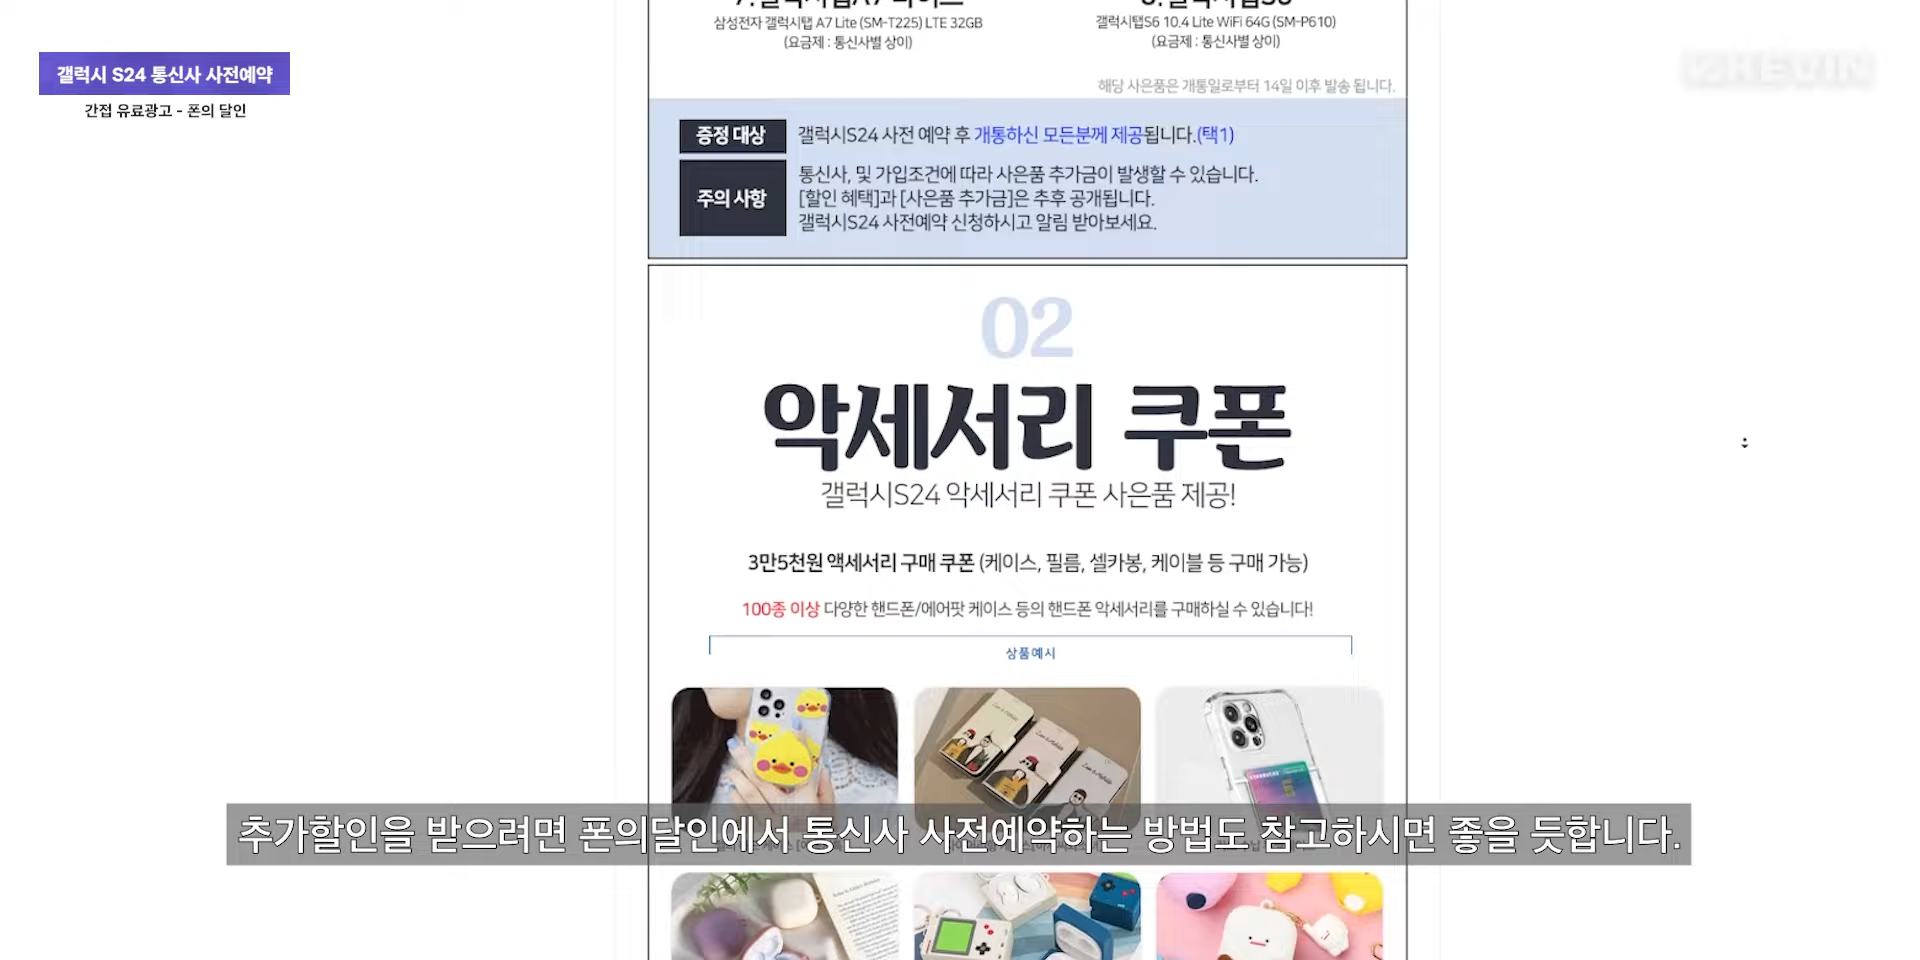 갤럭시 S24 통신사 사전예약
간접 유료광고 - 폰의 달인
KEVIN
삼성전자 갤럭시탭 A7 Lite (SM-T225) LTE 32GB
(요금제 : 통신사별 상이)
갤럭시탭S6 10.4 Lite WiFi 64G (SM-P610)
(요금제 : 통신사별 상이)
해당 사은품은 개통일로부터 14일 이후 발송 됩니다.
증정 대상
갤럭시S24 사전 예약 후 개통하신 모든분께 제공됩니다.(택1)
주의 사항
통신사, 및 가입조건에 따라 사은품 추가금이 발생할 수 있습니다.
[할인 혜택]과 [사은품 추가금]은 추후 공개됩니다.
갤럭시S24 사전예약 신청하시고 알림 받아보세요.
02
악세서리 쿠폰
갤럭시S24 악세서리 쿠폰 사은품 제공!
3만5천원 액세서리 구매 쿠폰 (케이스, 필름, 셀카봉, 케이블 등 구매 가능)
100종 이상 다양한 핸드폰/에어팟 케이스 등의 핸드폰 악세서리를 구매하실 수 있습니다!
상품예시
추가할인을 받으려면 폰의달인에서 통신사 사전예약하는 방법도 참고하시면 좋을 듯합니다.